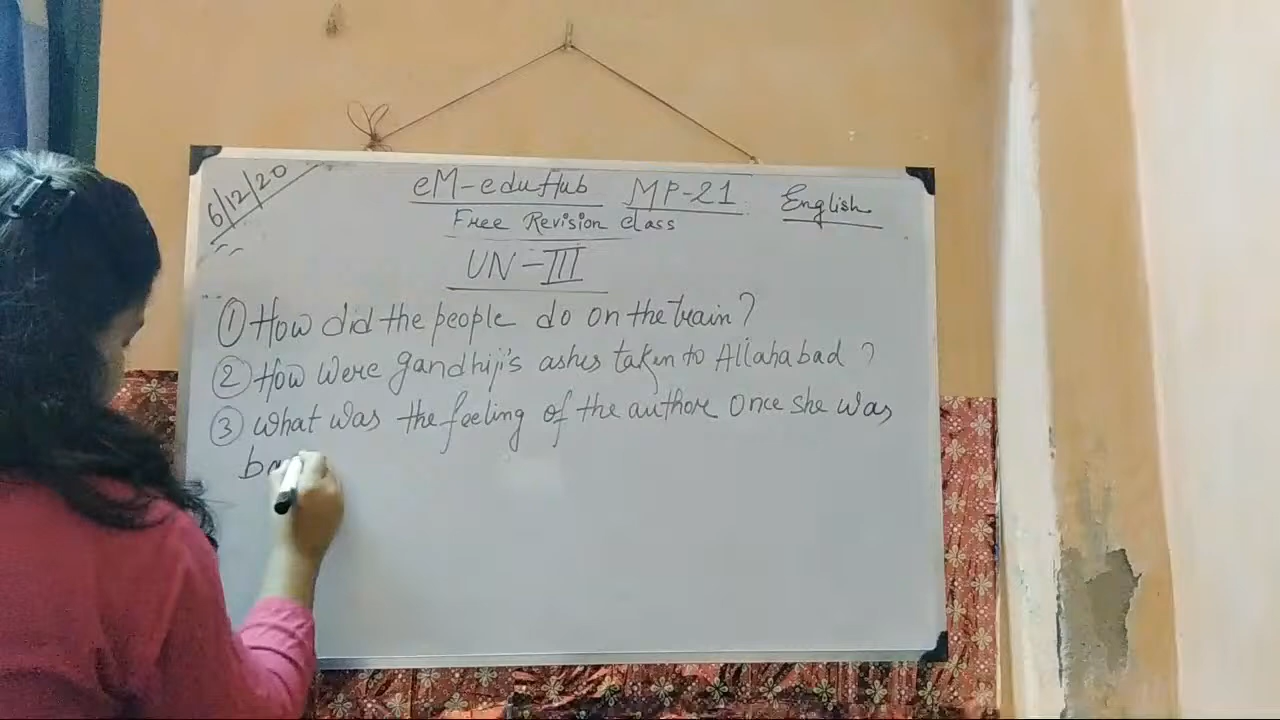 6/12/20
eM-eduHub MP-21 English
Free Revision class
UN-III
① How did the people do on the train?
② How were gandhiji's ashes taken to Allahabad ?
③ what was the feeling of the author Once she was
ba